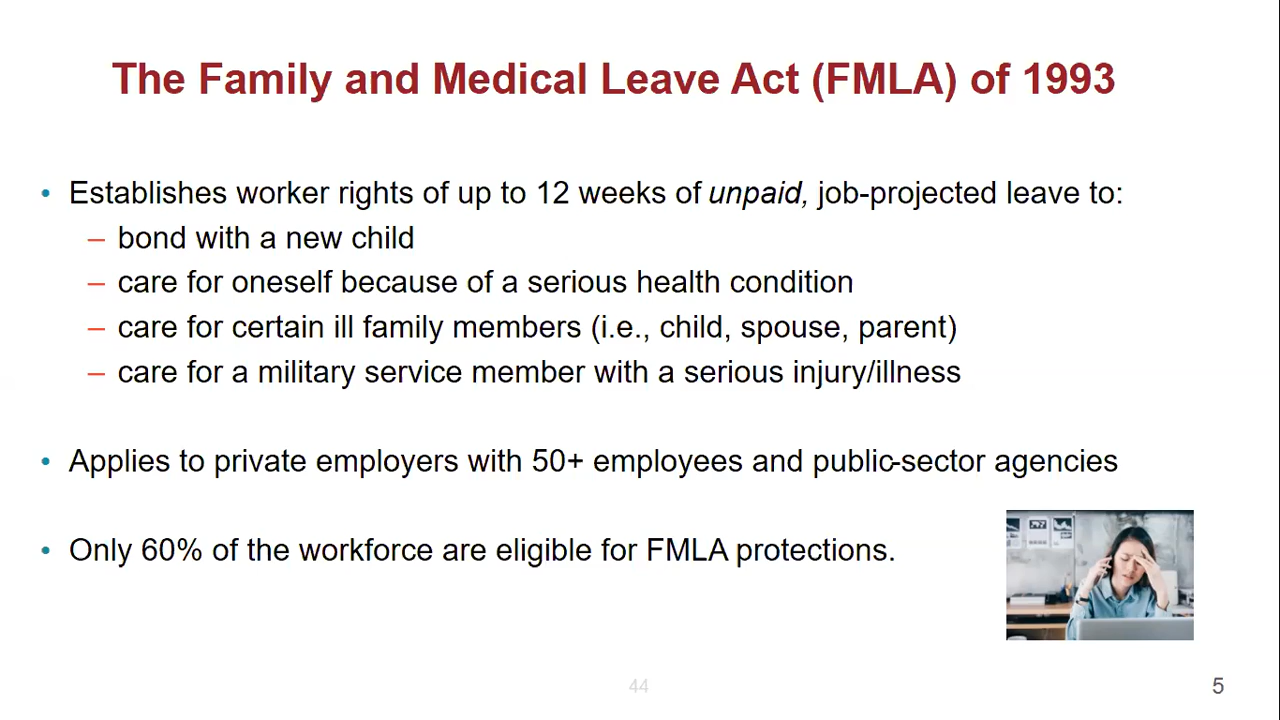 The Family and Medical Leave Act (FMLA) of 1993
• Establishes worker rights of up to 12 weeks of unpaid, job-projected leave to:
– bond with a new child
– care for oneself because of a serious health condition
– care for certain ill family members (i.e., child, spouse, parent)
– care for a military service member with a serious injury/illness
• Applies to private employers with 50+ employees and public-sector agencies
• Only 60% of the workforce are eligible for FMLA protections.
44
5